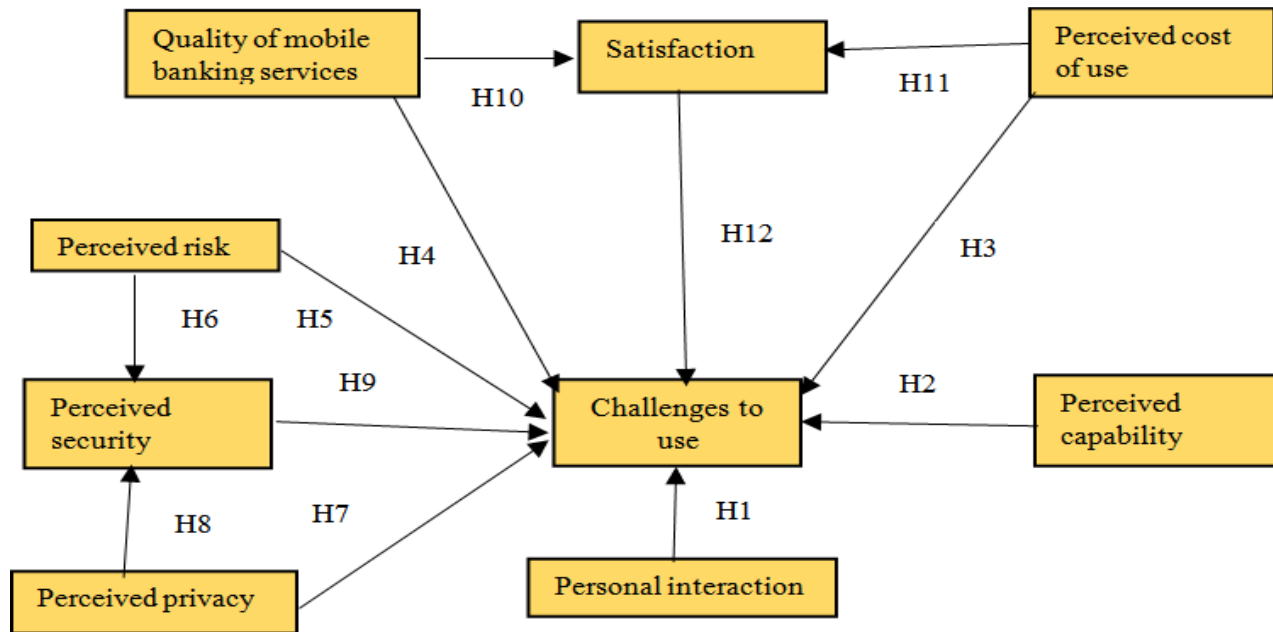 Quality of mobile
banking services
Satisfaction
Perceived cost
of use
H10
H11
Perceived risk
H4
H12
H3
H6
H5
H9
H2
Perceived
security
Challenges to
use
Perceived
capability
H8
H7
H1
Perceived privacy
Personal interaction